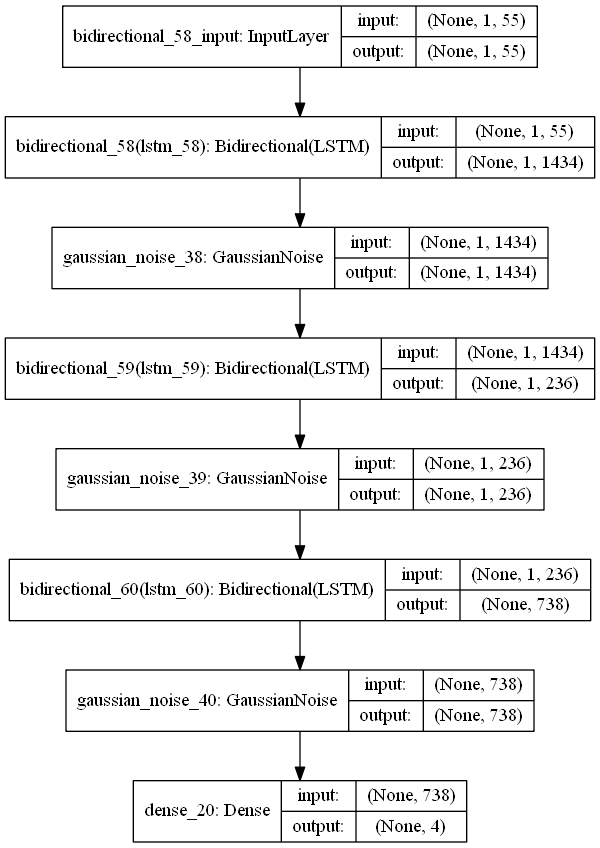 bidirectional_58_input: InputLayer
input: (None, 1, 55)
output: (None, 1, 55)
bidirectional_58(lstm_58): Bidirectional(LSTM)
input: (None, 1, 55)
output: (None, 1, 1434)
gaussian_noise_38: GaussianNoise
input: (None, 1, 1434)
output: (None, 1, 1434)
bidirectional_59(lstm_59): Bidirectional(LSTM)
input: (None, 1, 1434)
output: (None, 1, 236)
gaussian_noise_39: GaussianNoise
input: (None, 1, 236)
output: (None, 1, 236)
bidirectional_60(lstm_60): Bidirectional(LSTM)
input: (None, 1, 236)
output: (None, 738)
gaussian_noise_40: GaussianNoise
input: (None, 738)
output: (None, 738)
dense_20: Dense
input: (None, 738)
output: (None, 4)